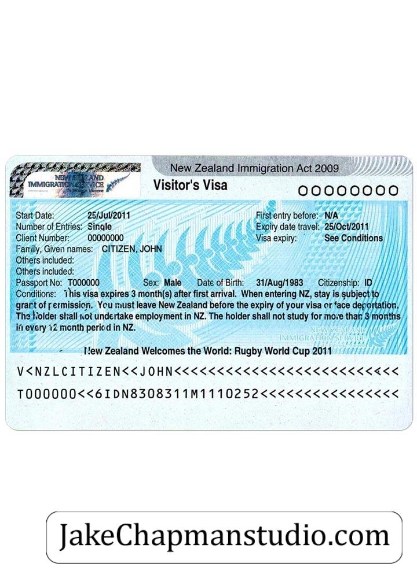 NEW ZEALAND
IMMIGRATION SERVICE
New Zealand Immigration Act 2009
Visitor's Visa
OOOOOOOO
Start Date: 25/Jul/2011 First entry before: N/A
Number of Entries: Single Expiry date travel: 25/Oct/2011
Client Number: 00000000 Visa expiry: See Conditions
Family, Given names: CITIZEN, JOHN
Others included:
Others included:
Passport No: T000000 Sex: Male Date of Birth: 31/Aug/1983 Citizenship: ID
Conditions: This visa expires 3 month(s) after first arrival. When entering NZ, stay is subject to
grant of permission. You must leave New Zealand before the expiry of your visa or face deportation.
The holder shall not undertake employment in NZ. The holder shall not study for more than 3 months
in every 12 month period in NZ.
New Zealand Welcomes the World: Rugby World Cup 2011
V<NZLCITIZEN<<JOHN<<<<<<<<<<<<<<<<<<<<<<<<<<
T000000<<6IDN8308311M1110252<<<<<<<<<<<<<<<<
JakeChapmanstudio.com